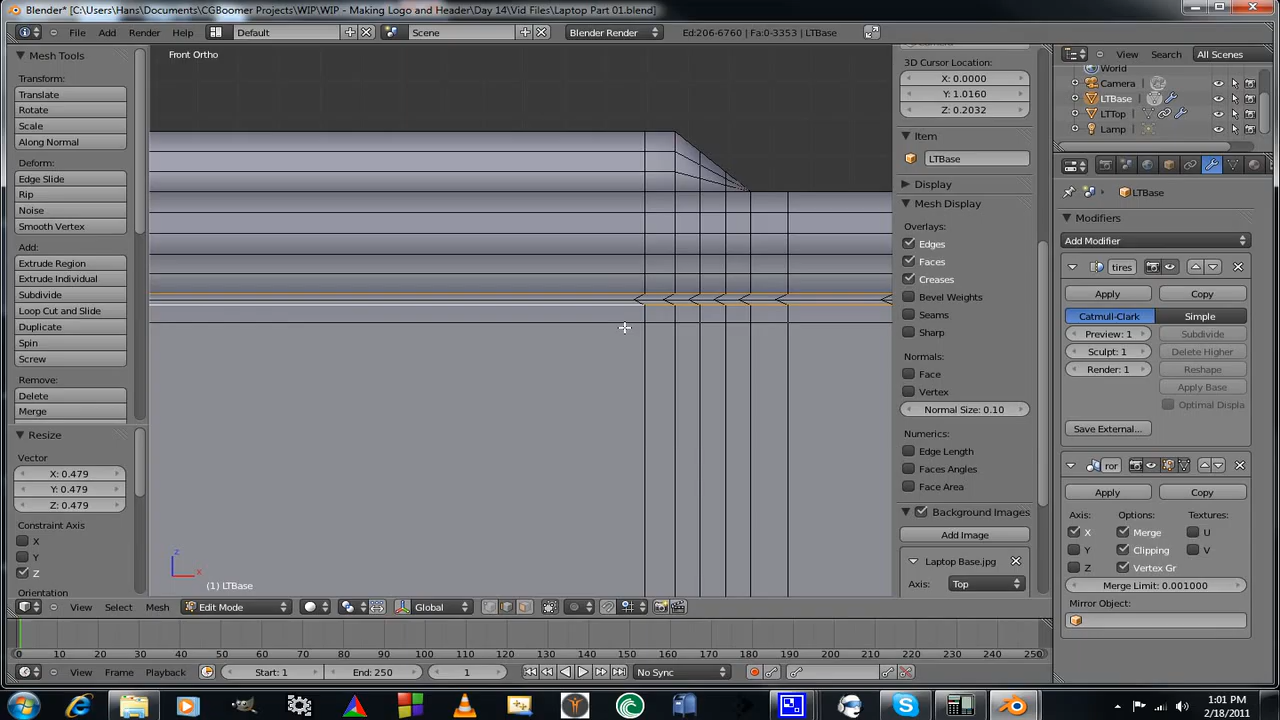 Blender* [C:\Users\Hans\Documents\CGBoomer Projects\WIP\WIP - Making Logo and Header\Day 14\Vid Files\Laptop Part 01.blend]
File Add Render Help Default Scene Blender Render Ed:206-6760 | Fa:0-3353 | LTBase
View Search All Scenes
Mesh Tools
Transform:
Translate
Rotate
Scale
Along Normal
Deform:
Edge Slide
Rip
Noise
Smooth Vertex
Add:
Extrude Region
Extrude Individual
Subdivide
Loop Cut and Slide
Duplicate
Spin
Screw
Remove:
Delete
Merge
Resize
Vector
X: 0.479
Y: 0.479
Z: 0.479
Constraint Axis
X
Y
Z
Orientation
Front Ortho
z
x
(1) LTBase
3D Cursor Location:
X: 0.0000
Y: 1.0160
Z: 0.2032
Item
LTBase
Display
Mesh Display
Overlays:
Edges
Faces
Creases
Bevel Weights
Seams
Sharp
Normals:
Face
Vertex
Normal Size: 0.10
Numerics:
Edge Length
Faces Angles
Face Area
Background Images
Add Image
Laptop Base.jpg
Axis: Top
World
Camera
LTBase
LTTop
Lamp
LTBase
Modifiers
Add Modifier
tires
Apply Copy
Catmull-Clark Simple
Preview: 1 Subdivide
Sculpt: 1 Delete Higher
Render: 1 Reshape
Apply Base
Optimal Displa
Save External...
ror
Apply Copy
Axis: Options: Textures:
X Merge U
Y Clipping V
Z Vertex Gr
Merge Limit: 0.001000
Mirror Object:
View Select Mesh Edit Mode Global
0 10 20 30 40 50 60 70 80 90 100 110 120 130 140 150 160 170 180 190 200 210 220 230 240 250
View Frame Playback Start: 1 End: 250 1 No Sync
1:01 PM
2/18/2011